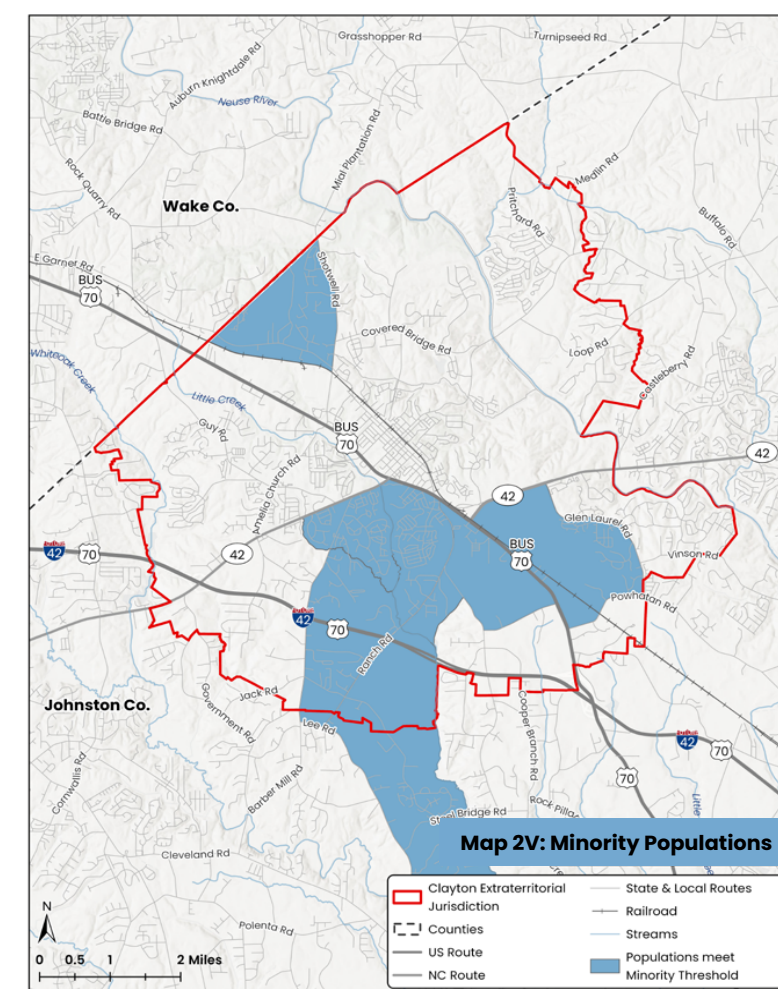 Grasshopper Rd
Turnipseed Rd
Auburn Knightdale Rd
Neuse River
Battle Bridge Rd
Mial Plantation Rd
Rock Quarry Rd
Medlin Rd
Wake Co.
Pritchard Rd
Buffalo Rd
E Garner Rd
Shotwell Rd
BUS
70
Covered Bridge Rd
Loop Rd
Castleberry Rd
Little Creek
Guy Rd
BUS
70
42
Amelia Church Rd
42
Glen Laurel Rd
BUS
70
42
42
70
Vinson Rd
Powhatan Rd
42
70
Ranch Rd
Jack Rd
Johnston Co.
Government Rd
Lee Rd
Cooper Branch Rd
42
70
Cornwallis Rd
Barber Mill Rd
70
Steel Bridge Rd
Map 2V: Minority Populations
Cleveland Rd
Polenta Rd
N
0 0.5 1 2 Miles
Clayton Extraterritorial
Jurisdiction
Counties
US Route
NC Route
State & Local Routes
Railroad
Streams
Populations meet
Minority Threshold